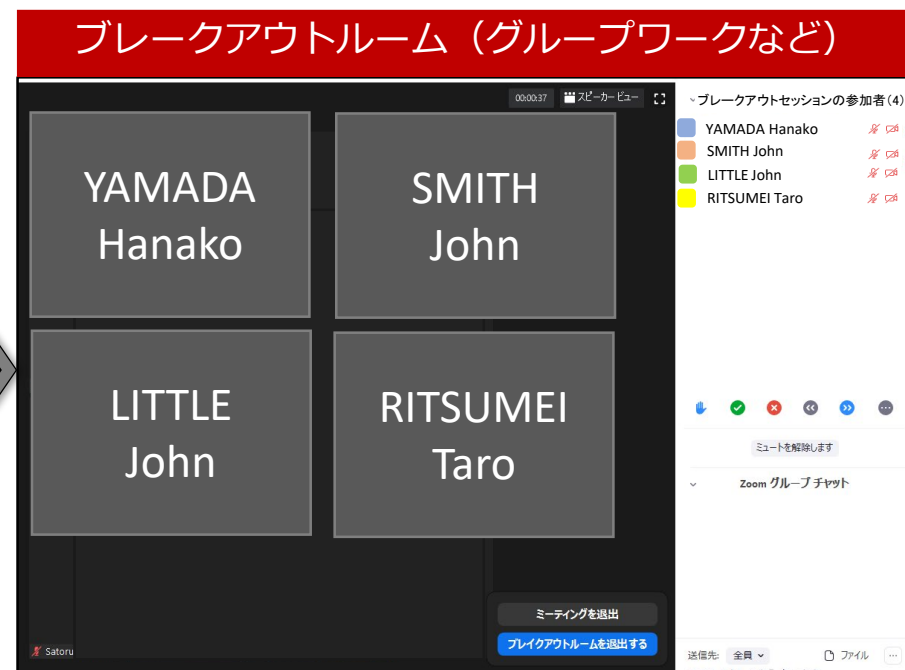 ブレークアウトルーム（グループワークなど）
00:00:37 スピーカービュー
YAMADA
Hanako
SMITH
John
LITTLE
John
RITSUMEI
Taro
ミーティングを退出
ブレイクアウトルームを退出する
Satoru
ブレークアウトセッションの参加者(4)
YAMADA Hanako
SMITH John
LITTLE John
RITSUMEI Taro
ミュートを解除します
Zoom グループ チャット
送信先: 全員 ファイル